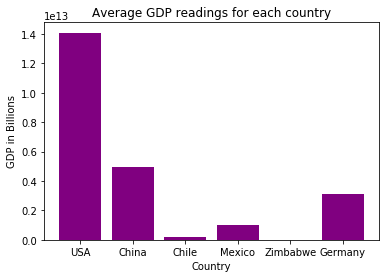 Average GDP readings for each country
1e13
1.4
1.2
1.0
0.8
0.6
0.4
0.2
0.0
GDP in Billions
USA China Chile Mexico Zimbabwe Germany
Country